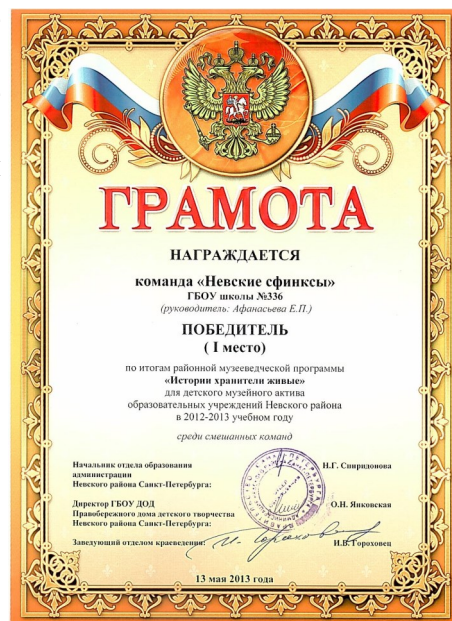 ГРАМОТА
НАГРАЖДАЕТСЯ
команда «Невские сфинксы»
ГБОУ школы №336
(руководитель: Афанасьева Е.П.)
ПОБЕДИТЕЛЬ
( I место)
по итогам районной музееведческой программы
«Истории хранители живые»
для детского музейного актива
образовательных учреждений Невского района
в 2012-2013 учебном году
среди смешанных команд
Начальник отдела образования
администрации
Невского района Санкт-Петербурга:
Н.Г. Свиридонова
Директор ГБОУ ДОД
Правобережного дома детского творчества
Невского района Санкт-Петербурга:
О.Н. Янковская
Заведующий отделом краеведения:
И.В.Гороховец
13 мая 2013 года